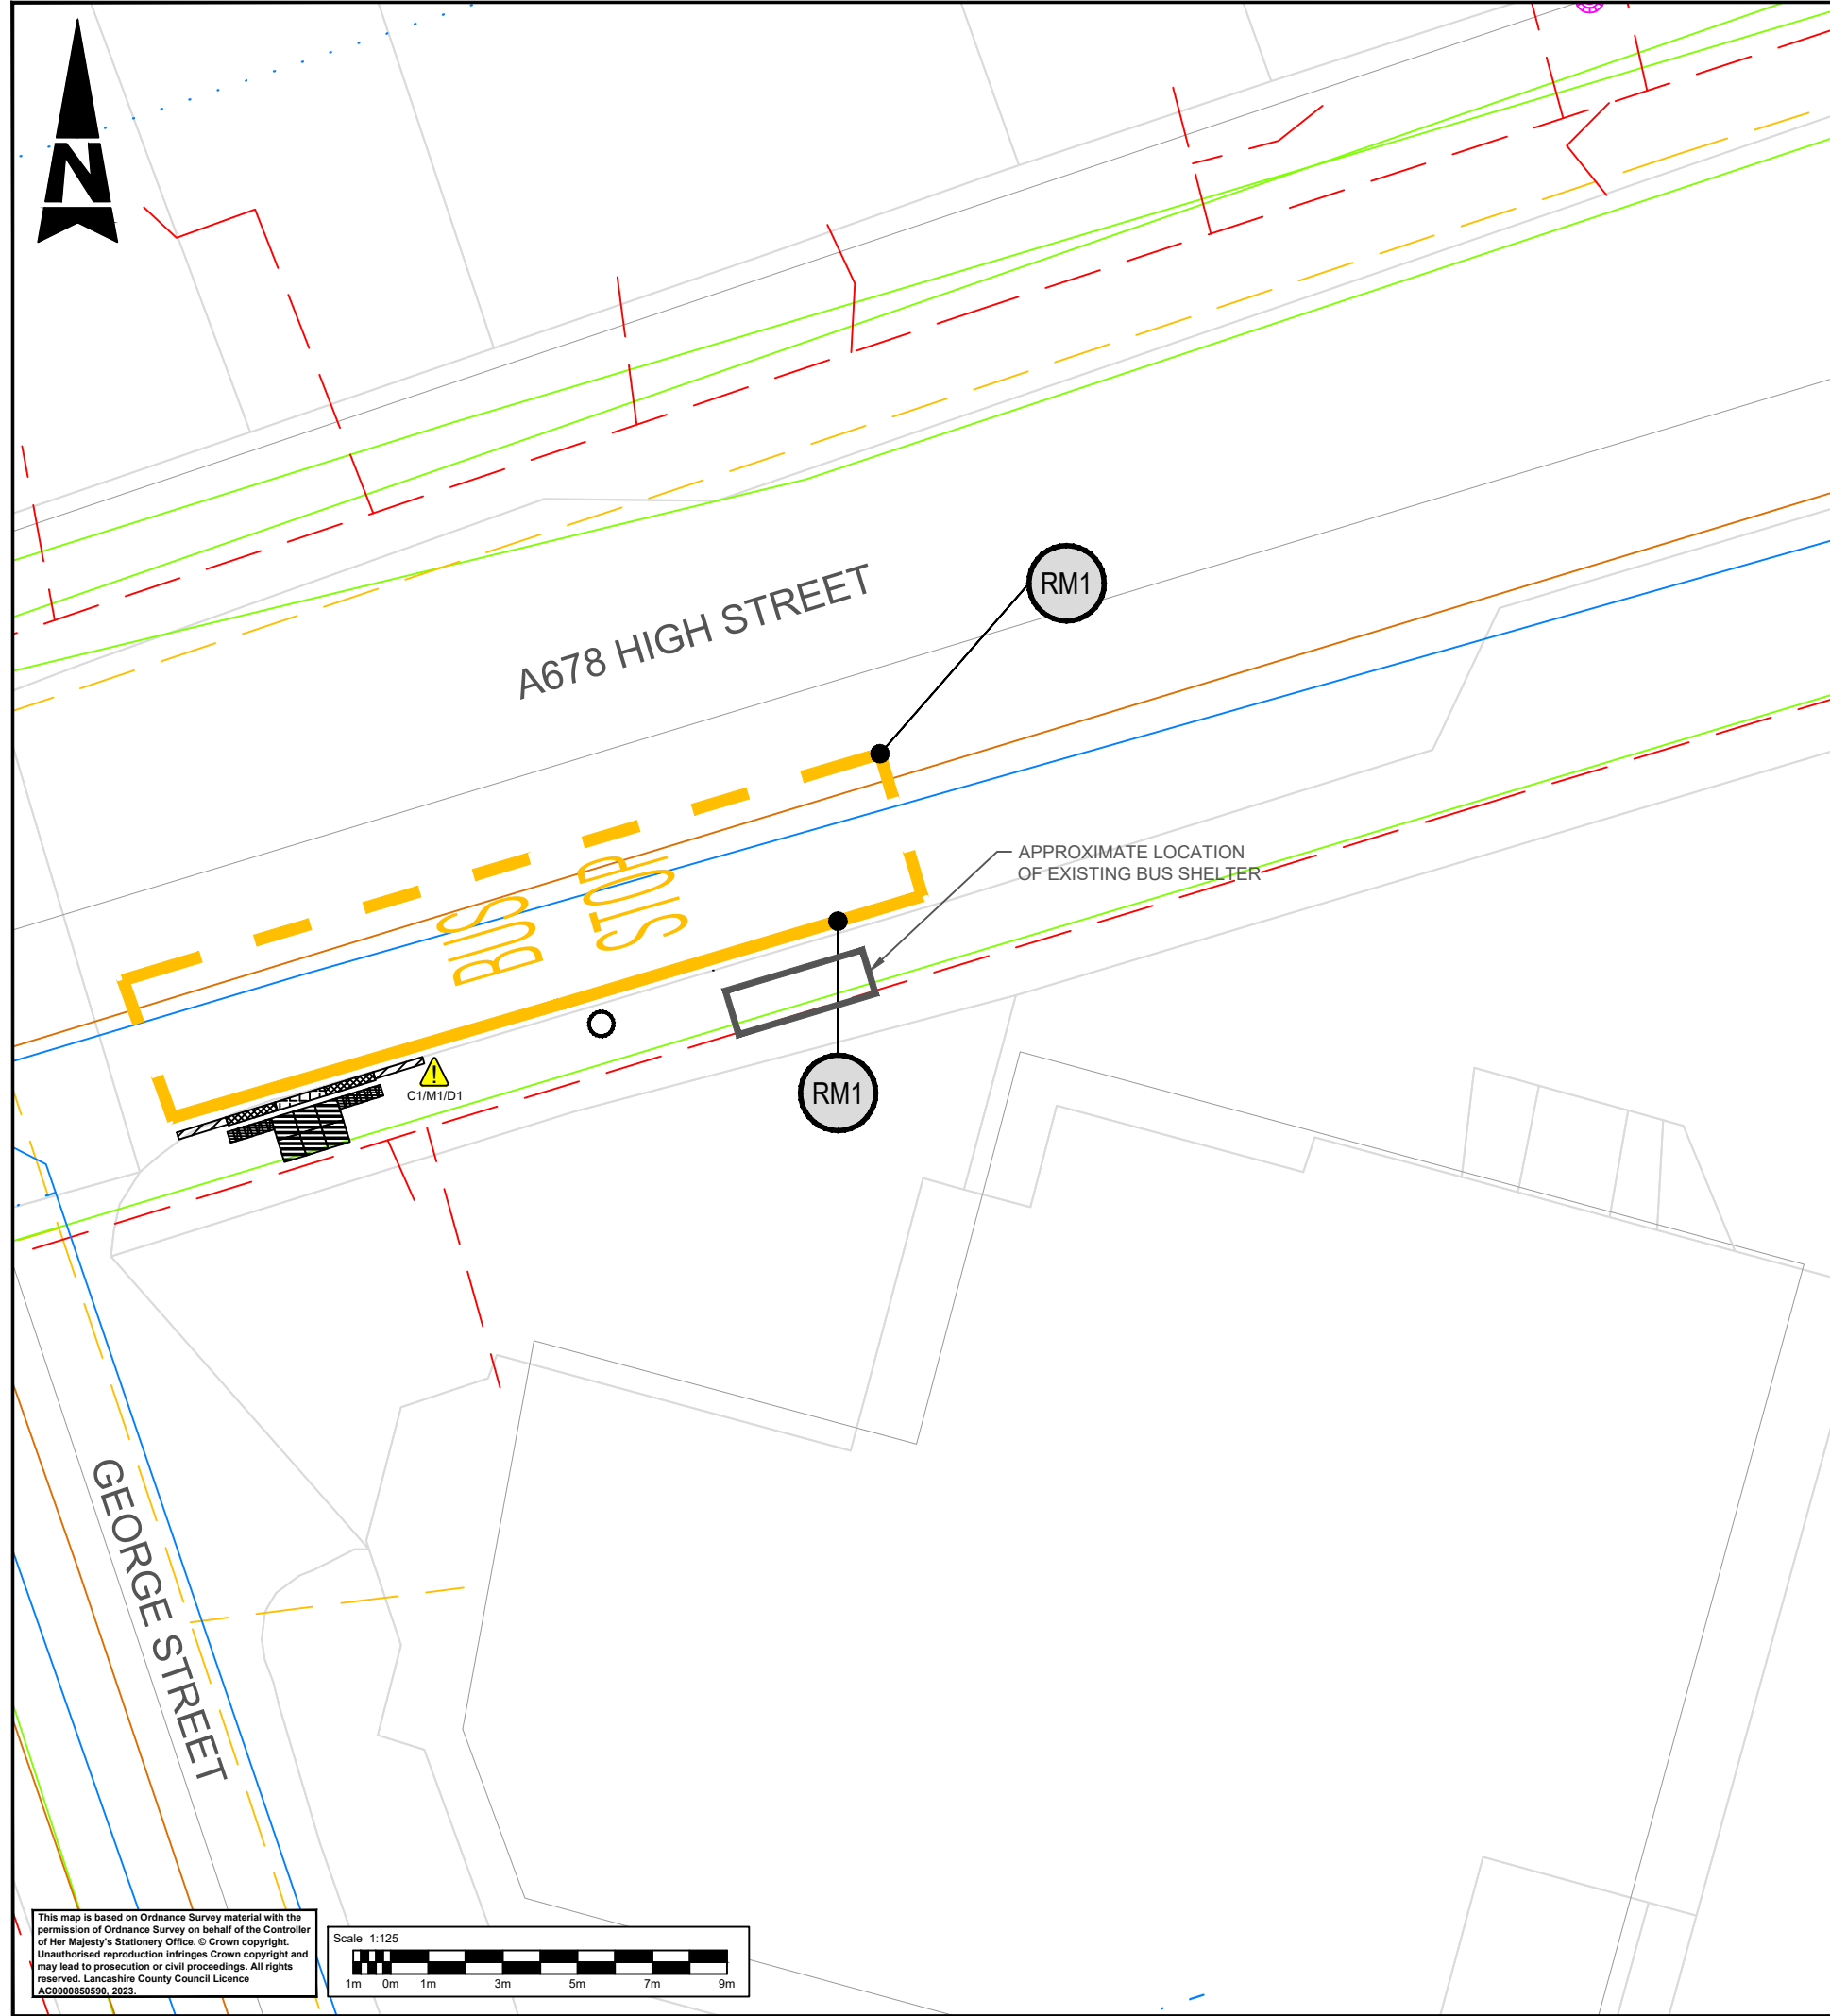 N
A678 HIGH STREET
RM1
APPROXIMATE LOCATION
OF EXISTING BUS SHELTER
BUS
STOP
C1/M1/D1
RM1
GEORGE STREET
This map is based on Ordnance Survey material with the
permission of Ordnance Survey on behalf of the Controller
of Her Majesty's Stationery Office. © Crown copyright.
Unauthorised reproduction infringes Crown copyright and
may lead to prosecution or civil proceedings. All rights
reserved. Lancashire County Council Licence
AC0000850590, 2023.
Scale 1:125
1m 0m 1m 3m 5m 7m 9m